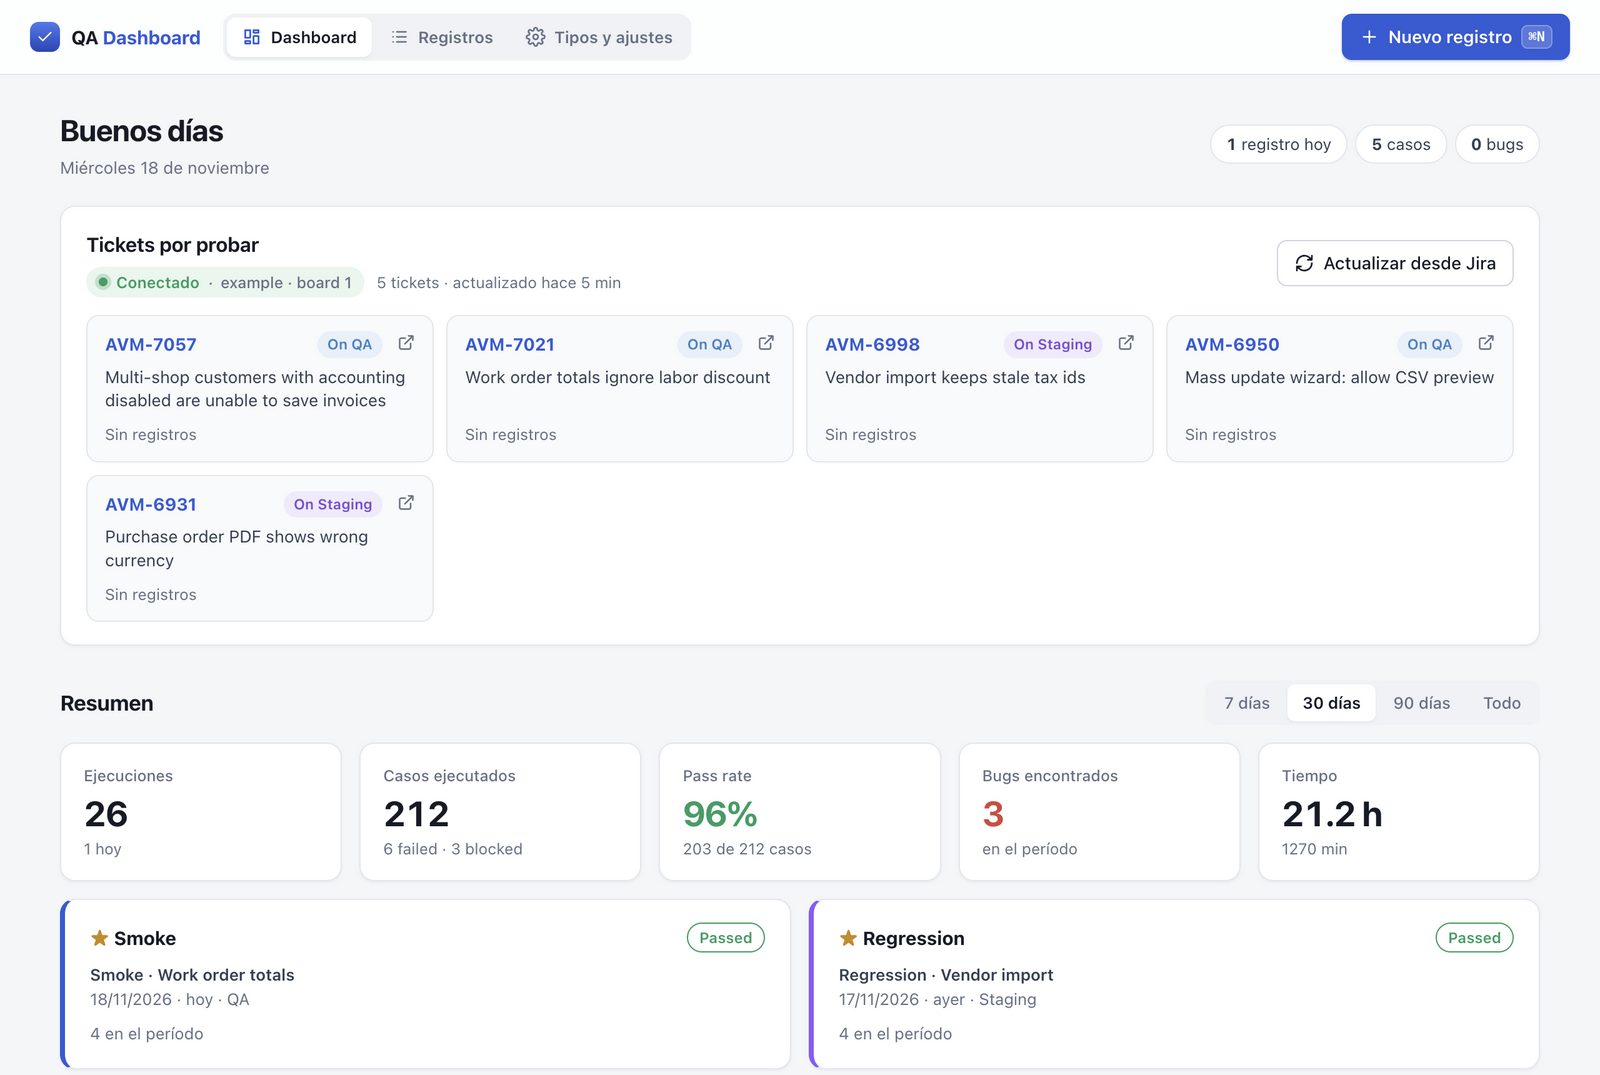 QA Dashboard
Dashboard
Registros
Tipos y ajustes
Nuevo registro ⌘N
Buenos días
Miércoles 18 de noviembre
1 registro hoy
5 casos
0 bugs
Tickets por probar
Conectado · example · board 1
5 tickets · actualizado hace 5 min
Actualizar desde Jira
AVM-7057
On QA
Multi-shop customers with accounting
disabled are unable to save invoices
Sin registros
AVM-7021
On QA
Work order totals ignore labor discount
Sin registros
AVM-6998
On Staging
Vendor import keeps stale tax ids
Sin registros
AVM-6950
On QA
Mass update wizard: allow CSV preview
Sin registros
AVM-6931
On Staging
Purchase order PDF shows wrong
currency
Sin registros
Resumen
7 días
30 días
90 días
Todo
Ejecuciones
26
1 hoy
Casos ejecutados
212
6 failed · 3 blocked
Pass rate
96%
203 de 212 casos
Bugs encontrados
3
en el período
Tiempo
21.2 h
1270 min
Smoke
Passed
Smoke · Work order totals
18/11/2026 · hoy · QA
4 en el período
Regression
Passed
Regression · Vendor import
17/11/2026 · ayer · Staging
4 en el período